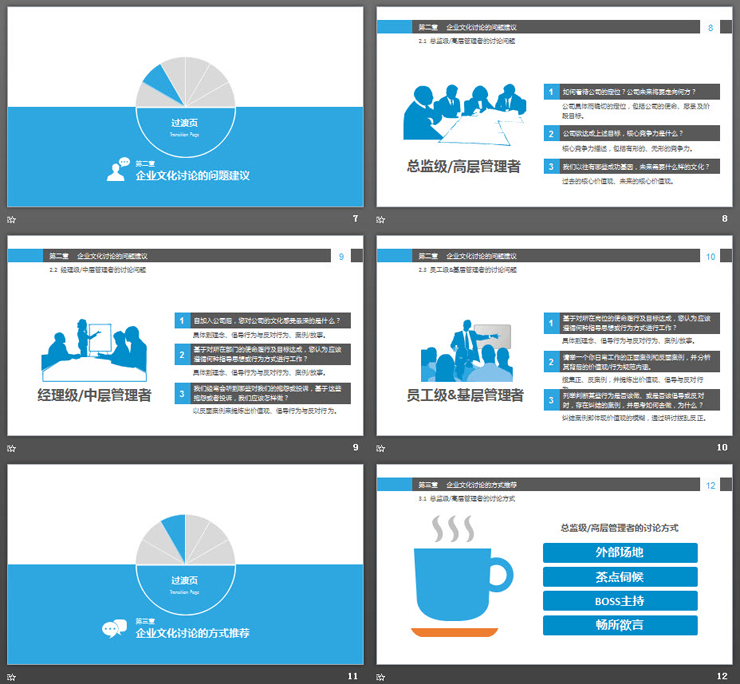 过渡页
Transition Page
第二章
企业文化讨论的问题建议
7
第二章 企业文化讨论的问题建议
8
2.1 总监级/高层管理者的讨论问题
总监级/高层管理者
1 如何看待公司的定位？公司未来将要走向何方？
公司具体而确切的定位，包括公司的使命、愿景及阶
段目标。
2 公司欲达成上述目标，核心竞争力是什么？
核心竞争力描述，包括有形的、无形的竞争力。
3 我们以往有哪些成功基因，未来需要什么样的文化？
过去的核心价值观、未来的核心价值观。
8
第二章 企业文化讨论的问题建议
9
2.2 经理级/中层管理者的讨论问题
经理级/中层管理者
1 自加入公司后，您对公司的文化感受最深的是什么？
具体到理念、倡导行为与反对行为、案例/故事。
2 基于对所在部门的使命履行及目标达成，您认为应该
遵循何种指导思想或行为方式进行工作？
具体到理念、倡导行为与反对行为、案例/故事。
3 我们经常会听到哪些对我们的抱怨或投诉，基于这些
抱怨或者投诉，我们应该怎样做？
以反面案例来提炼出价值观、倡导行为与反对行为。
9
第二章 企业文化讨论的问题建议
10
2.3 员工级&基层管理者的讨论问题
员工级&基层管理者
1 基于对所在岗位的使命履行及目标达成，您认为应该
遵循何种指导思想或行为方式进行工作？
具体到理念、倡导行为与反对行为、案例/故事。
2 请举一个你日常工作的正面案例和反面案例，并分析
其背后的价值观/行为规范内涵。
提案正、反案例，并提炼出价值观、倡导与反对行
3 列举判断某些行为是否该做、或是否该倡导或反对
时，存在纠结的案例，并思考如何去做，为什么？
纠结案例即体现价值观的模糊，通过研讨拨乱反正。
10
过渡页
Transition Page
第三章
企业文化讨论的方式推荐
11
第三章 企业文化讨论的方式推荐
12
3.1 总监级/高层管理者的讨论方式
总监级/高层管理者的讨论方式
外部场地
茶点伺候
BOSS主持
畅所欲言
12